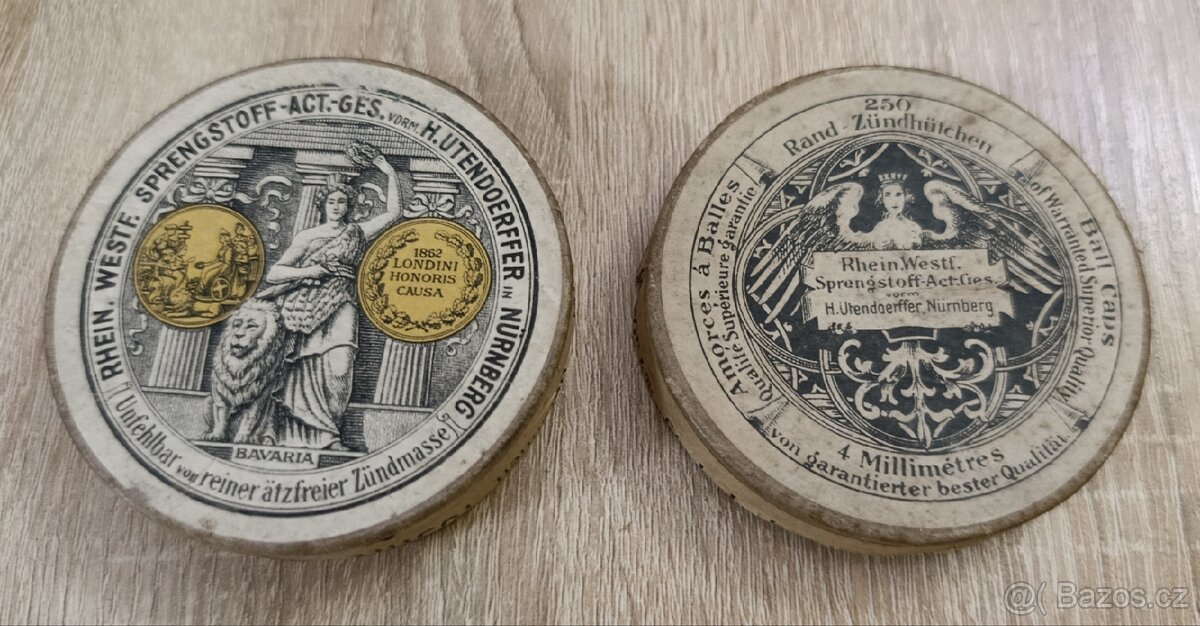 RHEIN. WESTF. SPRENGSTOFF-ACT.-GES. VORM. H. UTENDOERFFER IN NÜRNBERG
1862
LONDINI
HONORIS
CAUSA
BAVARIA
Unfehlbar von reiner ätzfreier Zündmasse
250
Rand-Zündhütchen
Amorces á Balles
Qualité Supérieure garantie.
Ball Caps
of Warranted Superior Quality
Rhein. Westf.
Sprengstoff-Act.Ges.
vorm.
H. Utendoerffer, Nürnberg
4 Millimétres
von garantierter bester Qualität.
@( Bazos.cz